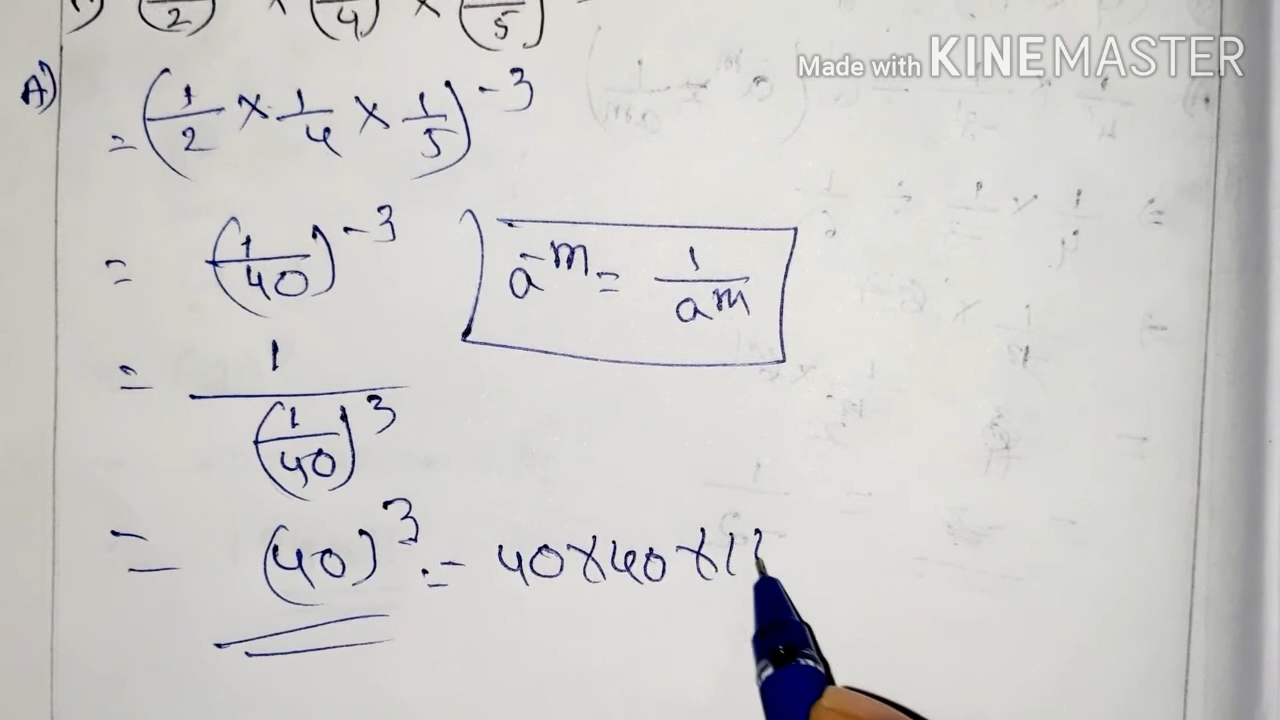 Made with KINEMASTER
A) = (1/2 × 1/4 × 1/5)^-3
= (1/40)^-3
a^-m = 1/a^m
= 1/(1/40)^3
= (40)^3 = 40×40×